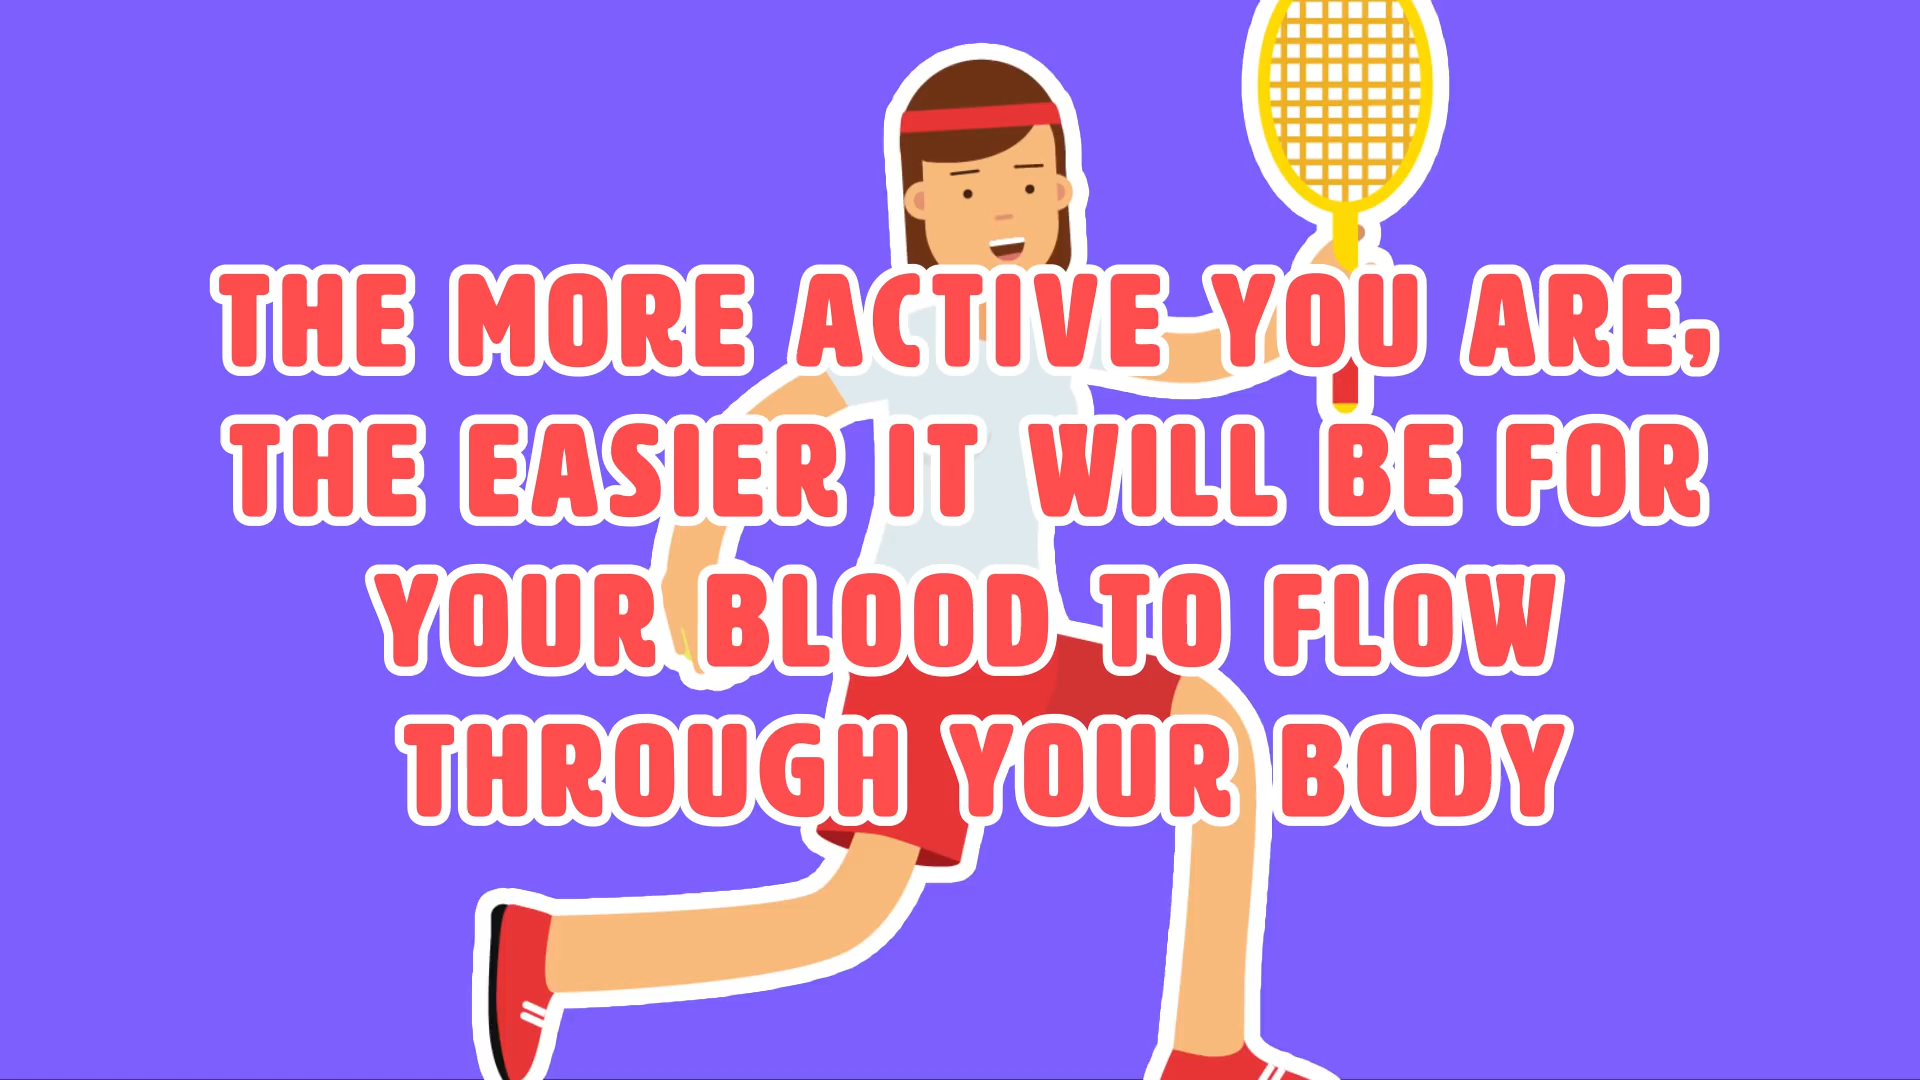 THE MORE ACTIVE YOU ARE,
THE EASIER IT WILL BE FOR
YOUR BLOOD TO FLOW
THROUGH YOUR BODY